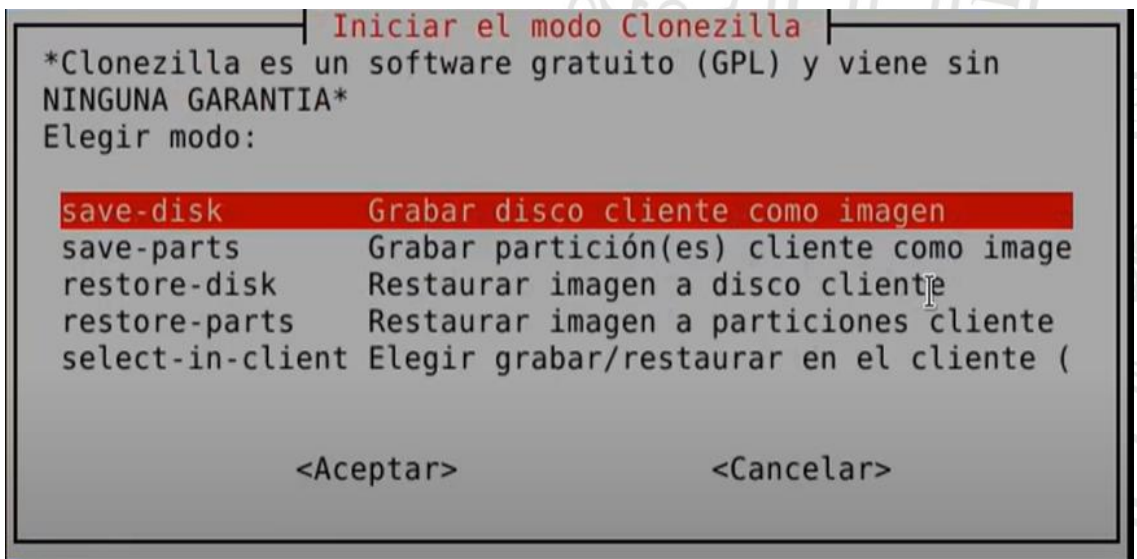 Iniciar el modo Clonezilla
*Clonezilla es un software gratuito (GPL) y viene sin
NINGUNA GARANTIA*
Elegir modo:
save-disk Grabar disco cliente como imagen
save-parts Grabar partición(es) cliente como image
restore-disk Restaurar imagen a disco cliente
restore-parts Restaurar imagen a particiones cliente
select-in-client Elegir grabar/restaurar en el cliente (
<Aceptar> <Cancelar>